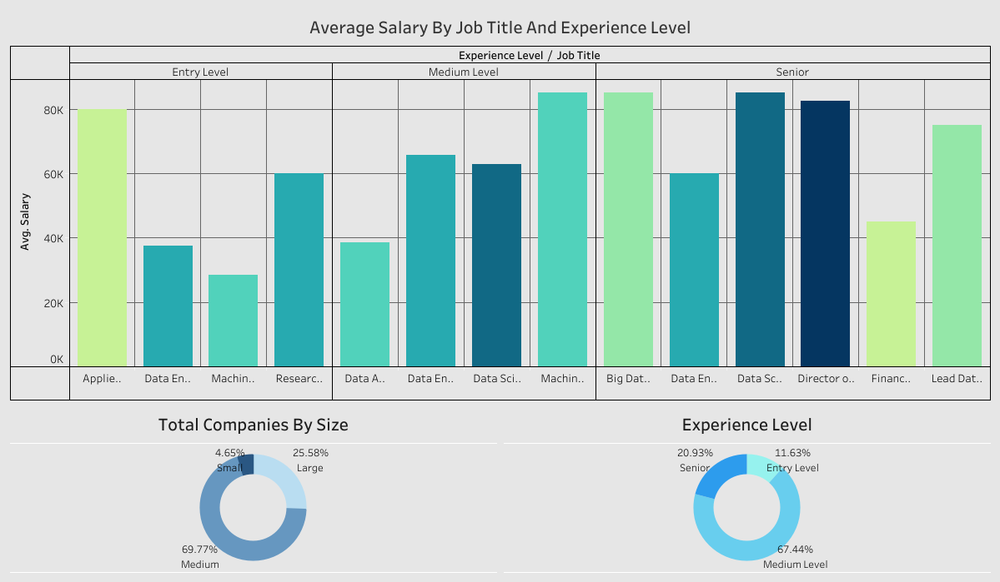 Average Salary By Job Title And Experience Level
Experience Level / Job Title
Entry Level Medium Level Senior
Avg. Salary
80K
60K
40K
20K
0K
Applie.. Data En.. Machin.. Researc.. Data A.. Data En.. Data Sci.. Machin.. Big Dat.. Data En.. Data Sc.. Director o.. Financ.. Lead Dat..
Total Companies By Size
4.65%
Small
25.58%
Large
69.77%
Medium
Experience Level
20.93%
Senior
11.63%
Entry Level
67.44%
Medium Level